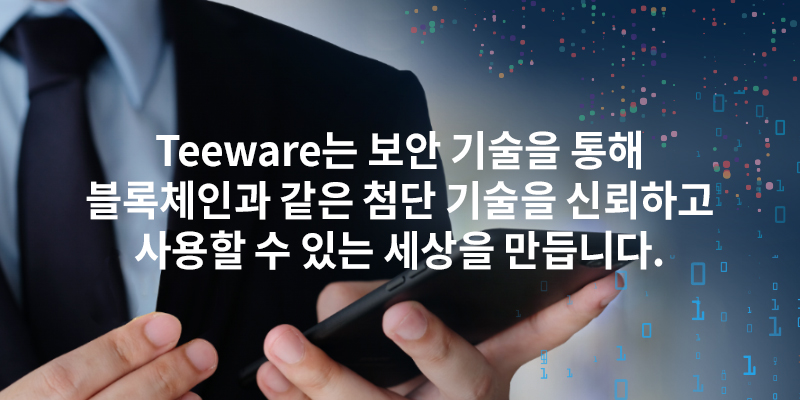 Teeware는 보안 기술을 통해
블록체인과 같은 첨단 기술을 신뢰하고
사용할 수 있는 세상을 만듭니다.